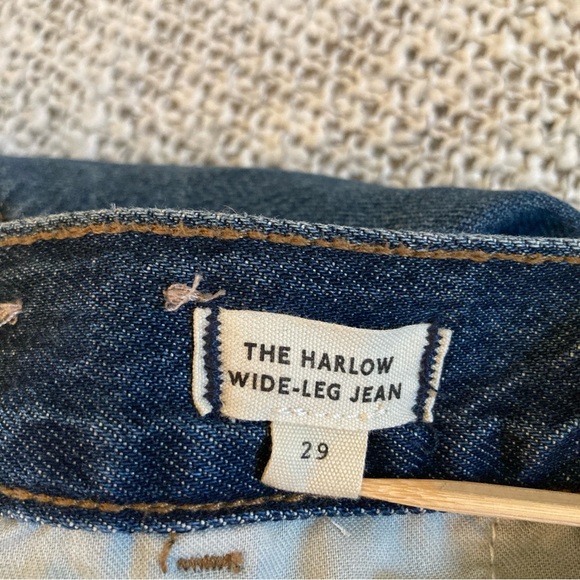 THE HARLOW
WIDE-LEG JEAN
29